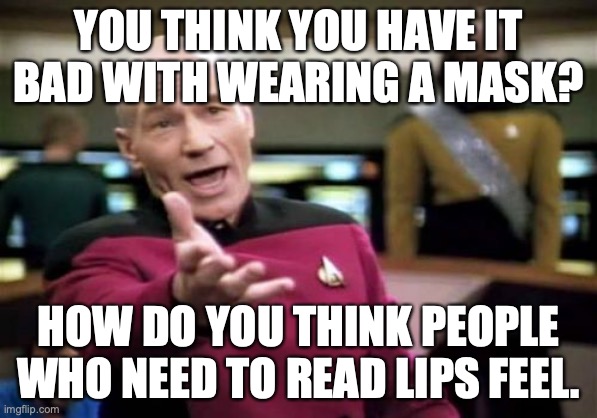 YOU THINK YOU HAVE IT
BAD WITH WEARING A MASK?
HOW DO YOU THINK PEOPLE
WHO NEED TO READ LIPS FEEL.
imgflip.com